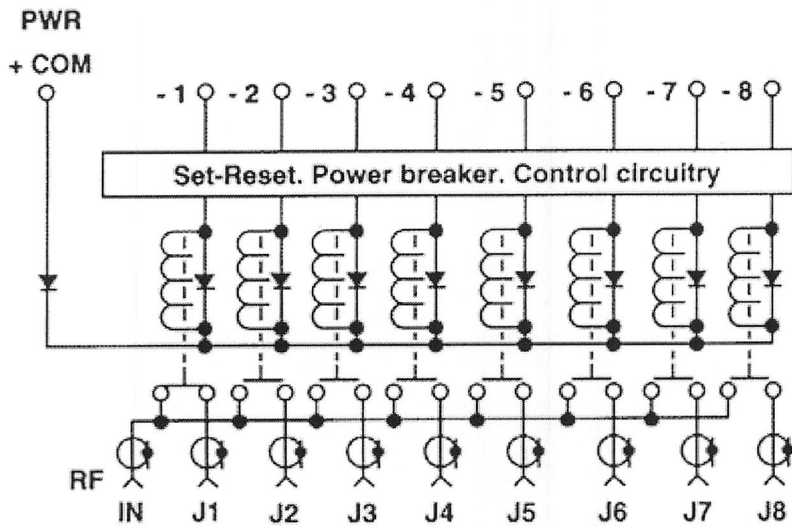 PWR
+ COM
- 1 - 2 - 3 - 4 - 5 - 6 - 7 - 8
Set-Reset. Power breaker. Control circuitry
RF
IN J1 J2 J3 J4 J5 J6 J7 J8